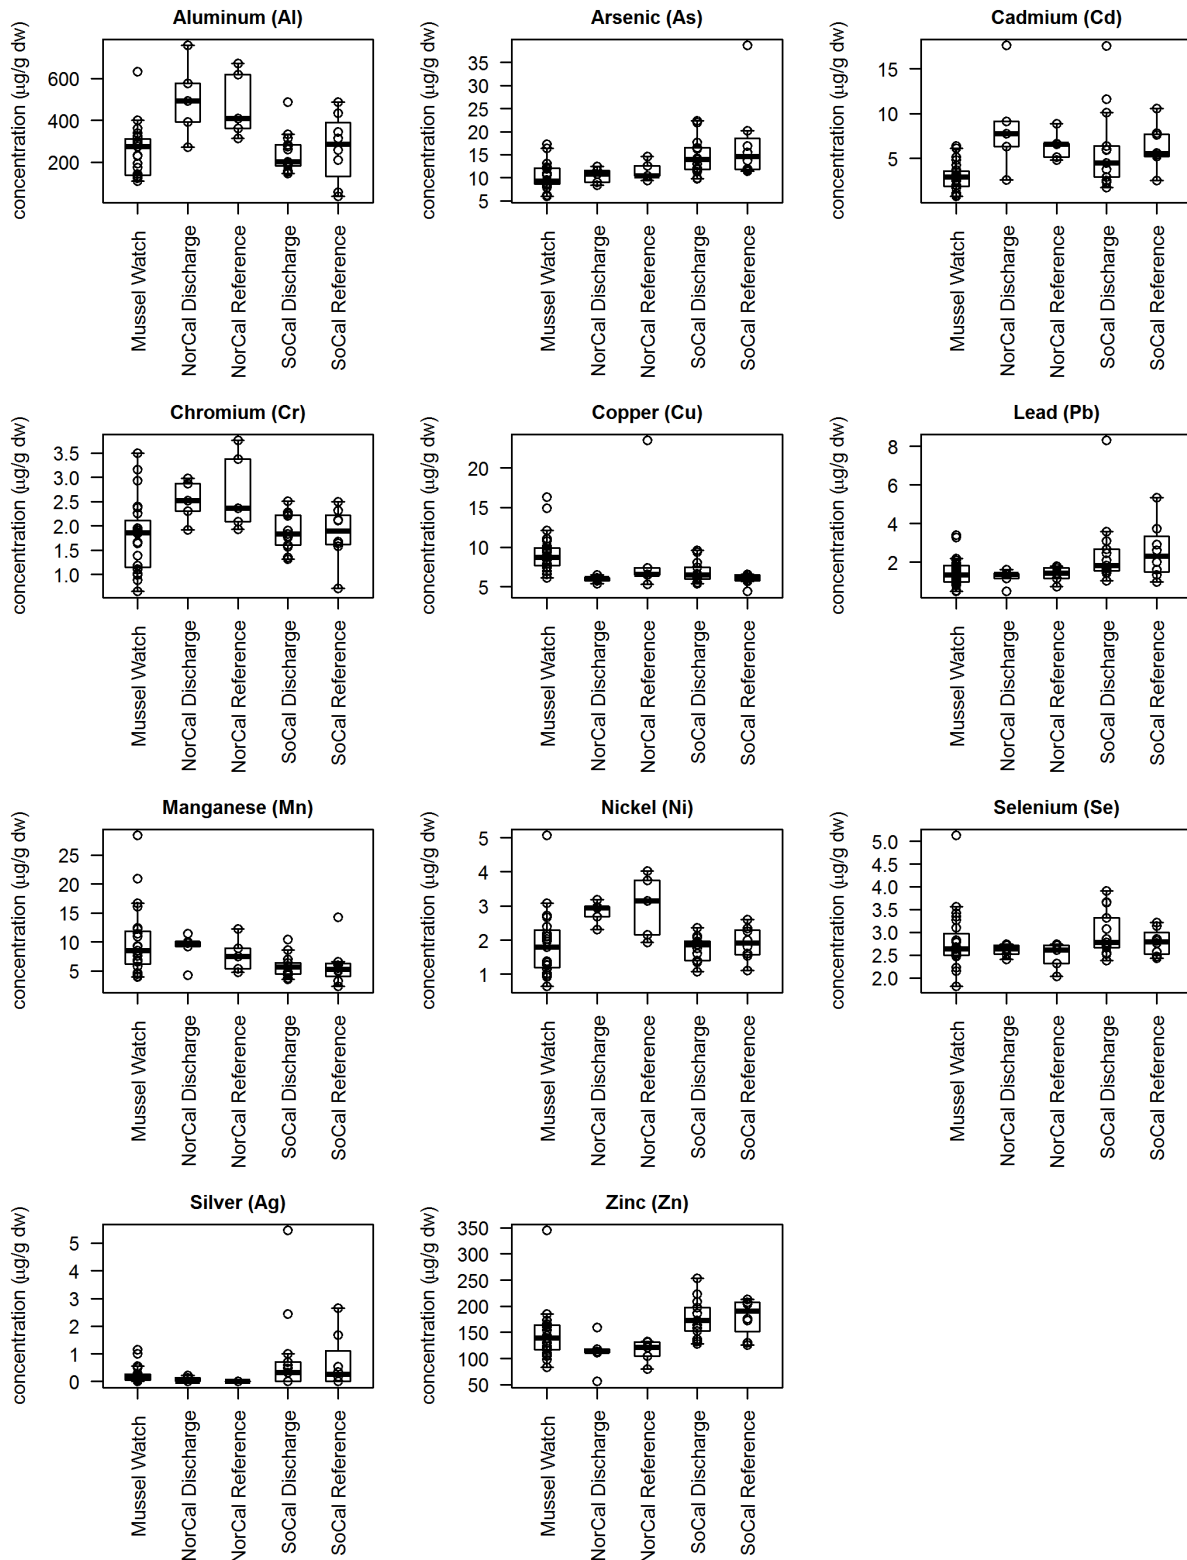 Aluminum (Al)
concentration (µg/g dw)
600
400
200
Mussel Watch
NorCal Discharge
NorCal Reference
SoCal Discharge
SoCal Reference
Arsenic (As)
concentration (µg/g dw)
35
30
25
20
15
10
5
Mussel Watch
NorCal Discharge
NorCal Reference
SoCal Discharge
SoCal Reference
Cadmium (Cd)
concentration (µg/g dw)
15
10
5
Mussel Watch
NorCal Discharge
NorCal Reference
SoCal Discharge
SoCal Reference
Chromium (Cr)
concentration (µg/g dw)
3.5
3.0
2.5
2.0
1.5
1.0
Mussel Watch
NorCal Discharge
NorCal Reference
SoCal Discharge
SoCal Reference
Copper (Cu)
concentration (µg/g dw)
20
15
10
5
Mussel Watch
NorCal Discharge
NorCal Reference
SoCal Discharge
SoCal Reference
Lead (Pb)
concentration (µg/g dw)
8
6
4
2
Mussel Watch
NorCal Discharge
NorCal Reference
SoCal Discharge
SoCal Reference
Manganese (Mn)
concentration (µg/g dw)
25
20
15
10
5
Mussel Watch
NorCal Discharge
NorCal Reference
SoCal Discharge
SoCal Reference
Nickel (Ni)
concentration (µg/g dw)
5
4
3
2
1
Mussel Watch
NorCal Discharge
NorCal Reference
SoCal Discharge
SoCal Reference
Selenium (Se)
concentration (µg/g dw)
5.0
4.5
4.0
3.5
3.0
2.5
2.0
Mussel Watch
NorCal Discharge
NorCal Reference
SoCal Discharge
SoCal Reference
Silver (Ag)
concentration (µg/g dw)
5
4
3
2
1
0
Mussel Watch
NorCal Discharge
NorCal Reference
SoCal Discharge
SoCal Reference
Zinc (Zn)
concentration (µg/g dw)
350
300
250
200
150
100
50
Mussel Watch
NorCal Discharge
NorCal Reference
SoCal Discharge
SoCal Reference